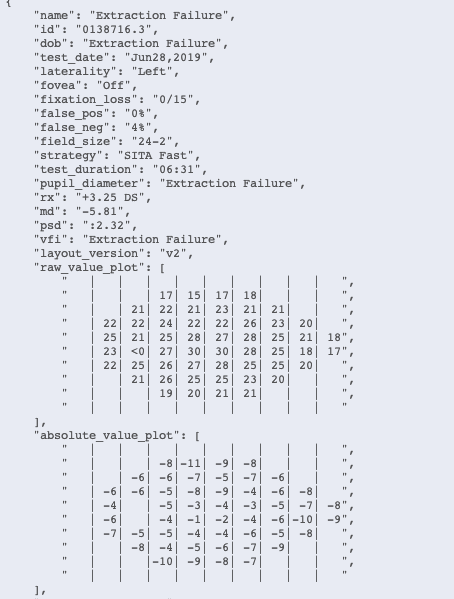 {
"name": "Extraction Failure",
"id": "0138716.3",
"dob": "Extraction Failure",
"test_date": "Jun28,2019",
"laterality": "Left",
"fovea": "Off",
"fixation_loss": "0/15",
"false_pos": "0%",
"false_neg": "4%",
"field_size": "24-2",
"strategy": "SITA Fast",
"test_duration": "06:31",
"pupil_diameter": "Extraction Failure",
"rx": "+3.25 DS",
"md": "-5.81",
"psd": ":2.32",
"vfi": "Extraction Failure",
"layout_version": "v2",
"raw_value_plot": [
"   |   |   |   |   |   |   |   |   |   ",
"   |   |   | 17| 15| 17| 18|   |   |   ",
"   |   | 21| 22| 21| 23| 21| 21|   |   ",
"   | 22| 22| 24| 22| 22| 26| 23| 20|   ",
"   | 25| 21| 25| 28| 27| 28| 25| 21| 18",
"   | 23| <0| 27| 30| 30| 28| 25| 18| 17",
"   | 22| 25| 26| 27| 28| 25| 25| 20|   ",
"   |   | 21| 26| 25| 25| 23| 20|   |   ",
"   |   |   | 19| 20| 21| 21|   |   |   ",
"   |   |   |   |   |   |   |   |   |   ",
],
"absolute_value_plot": [
"   |   |   |   |   |   |   |   |   |   ",
"   |   |   | -8|-11| -9| -8|   |   |   ",
"   |   | -6| -6| -7| -5| -7| -6|   |   ",
"   | -6| -6| -5| -8| -9| -4| -6| -8|   ",
"   | -4|   | -5| -3| -4| -3| -5| -7| -8",
"   | -6|   | -4| -1| -2| -4| -6|-10| -9",
"   | -7| -5| -5| -4| -4| -6| -5| -8|   ",
"   |   | -8| -4| -5| -6| -7| -9|   |   ",
"   |   |   |-10| -9| -8| -7|   |   |   ",
"   |   |   |   |   |   |   |   |   |   ",
],